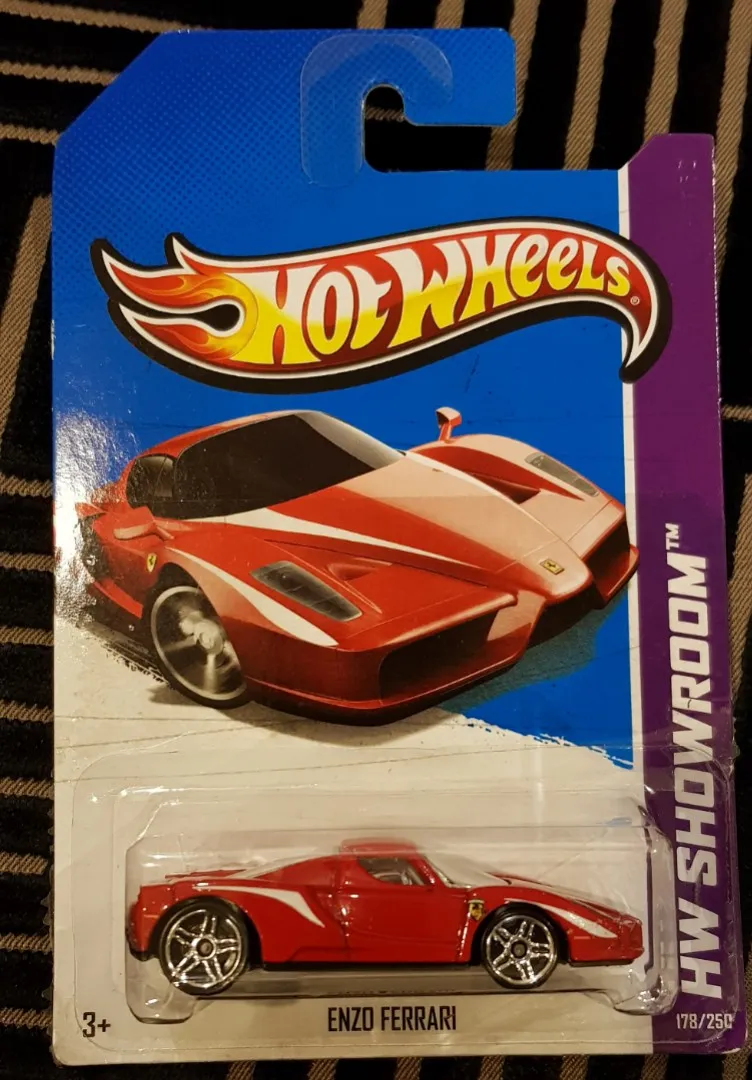 HOT WHEELS®
HW SHOWROOM™
3+
ENZO FERRARI
178/250